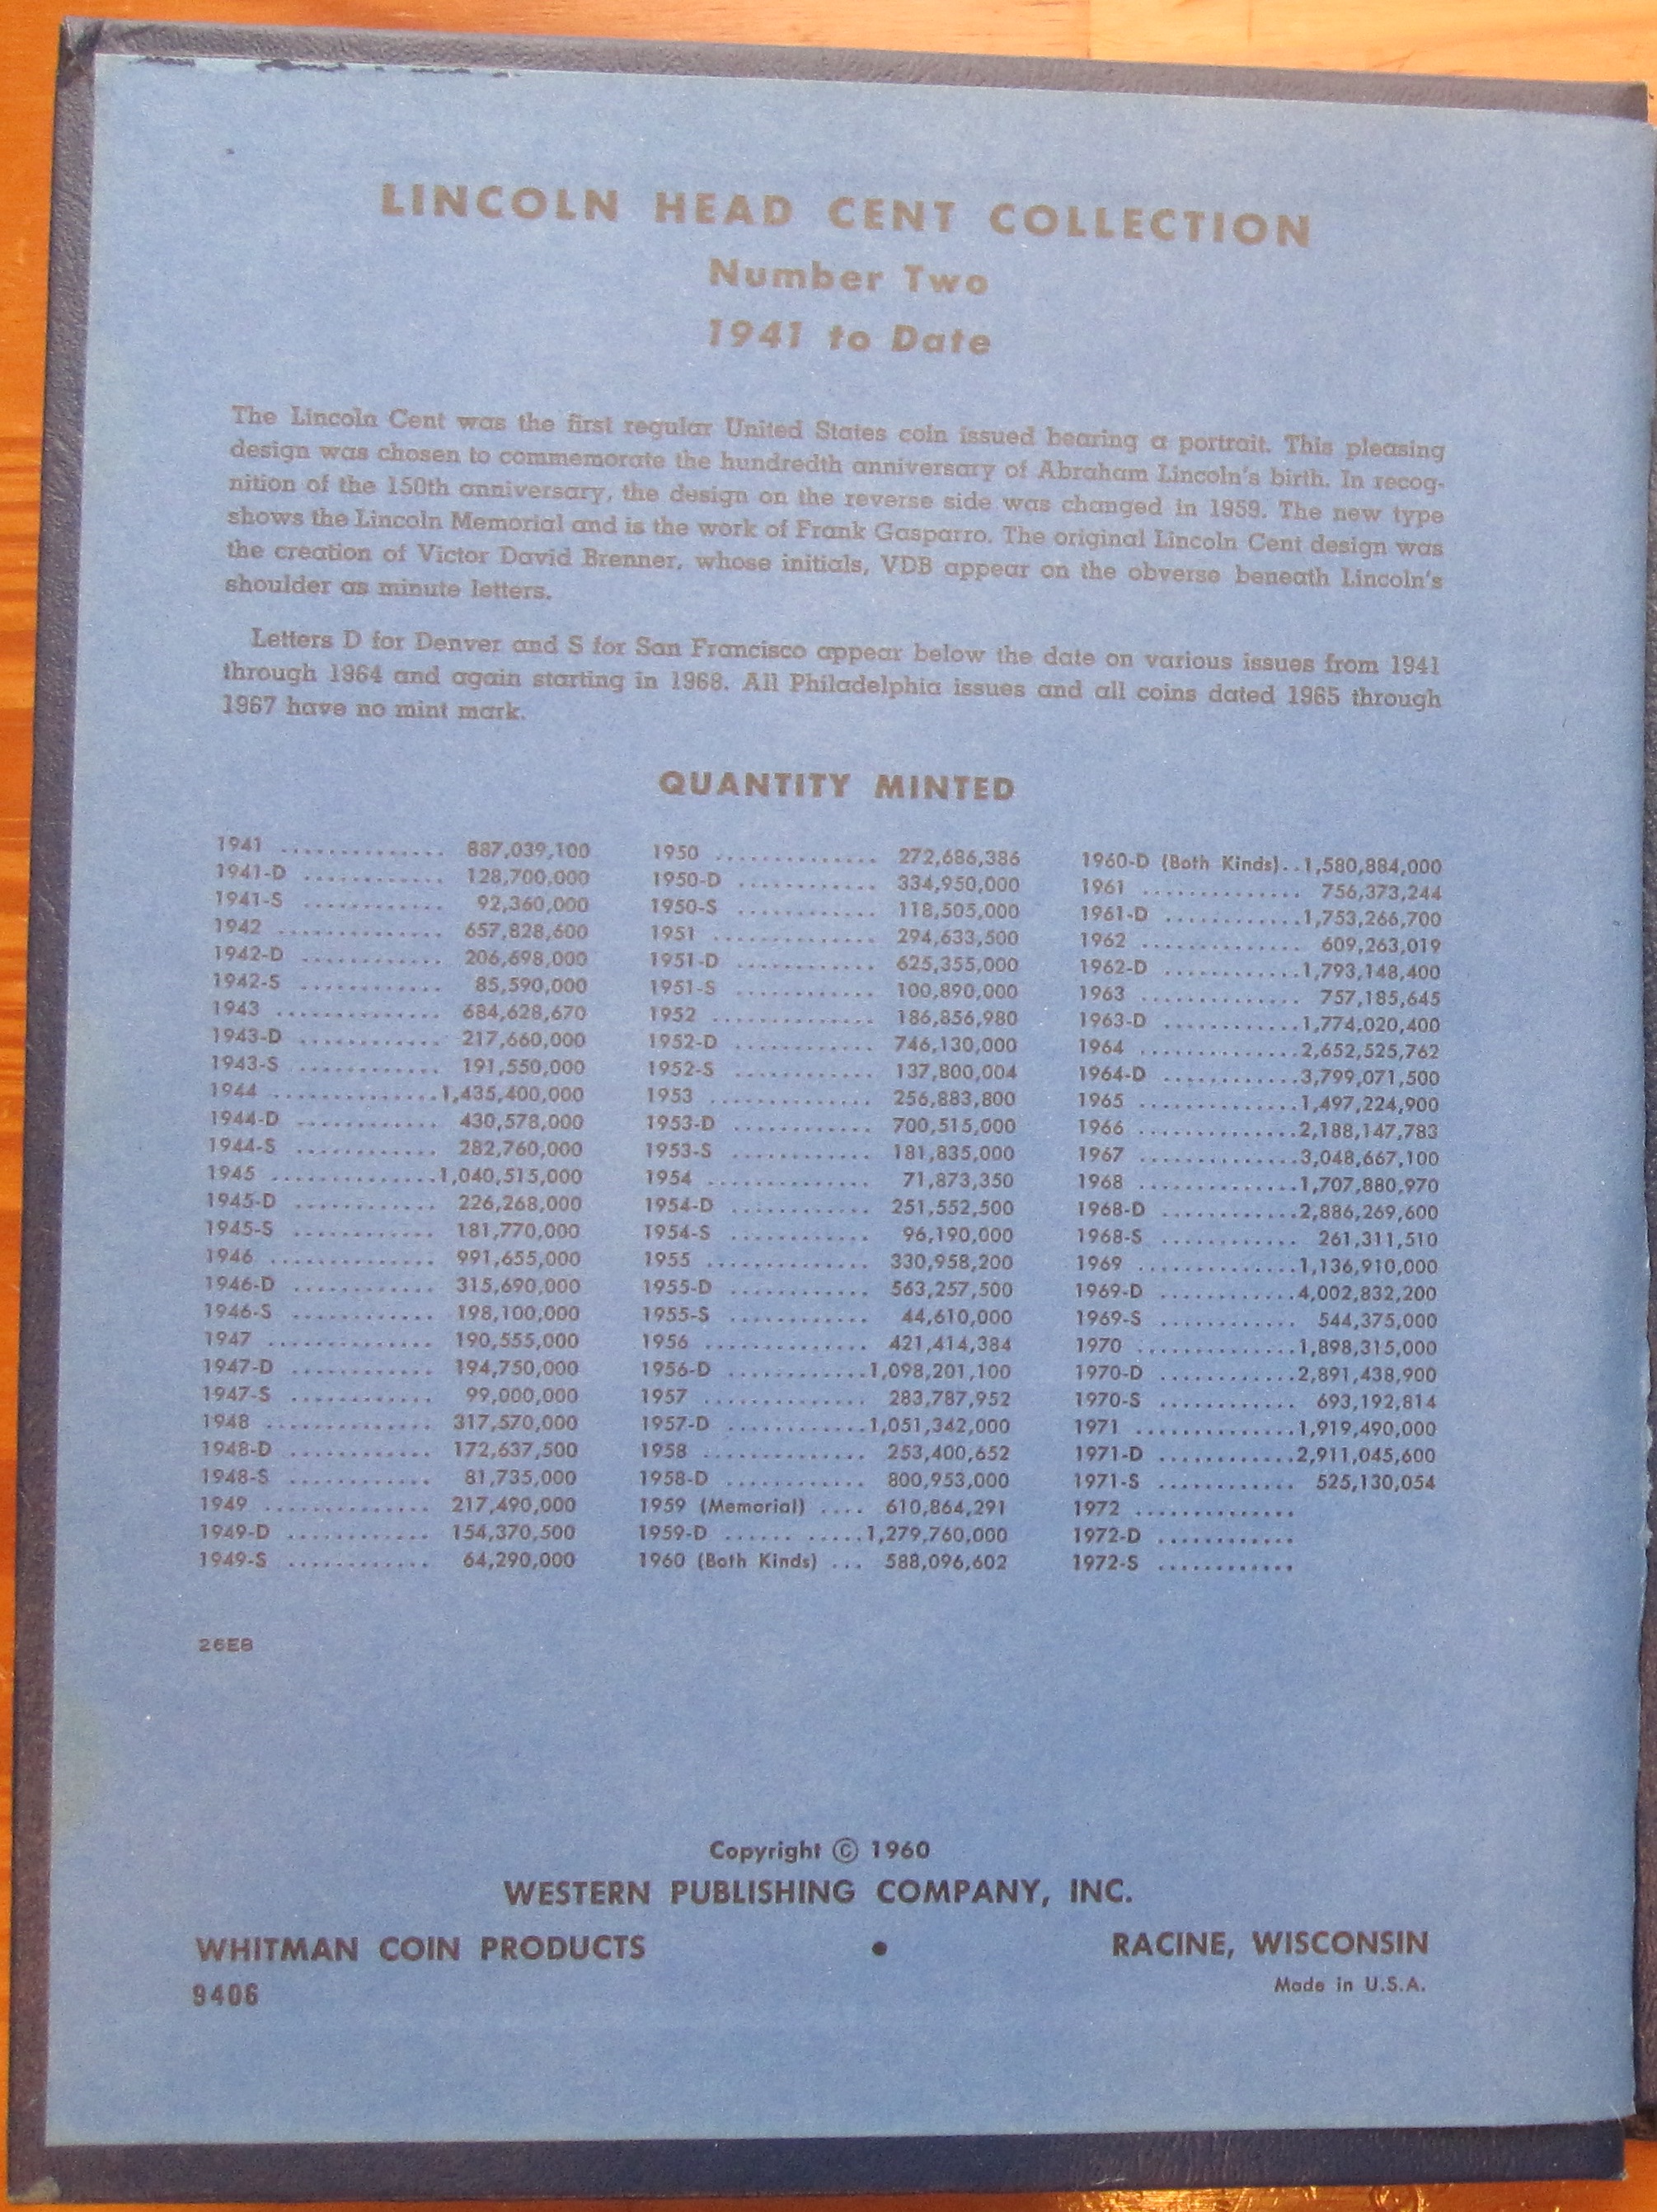 LINCOLN HEAD CENT COLLECTION
Number Two
1941 to Date
The Lincoln Cent was the first regular United States coin issued bearing a portrait. This pleasing
design was chosen to commemorate the hundredth anniversary of Abraham Lincoln's birth. In recog-
nition of the 150th anniversary, the design on the reverse side was changed in 1959. The new type
shows the Lincoln Memorial and is the work of Frank Gasparro. The original Lincoln Cent design was
the creation of Victor David Brenner, whose initials, VDB appear on the obverse beneath Lincoln's
shoulder as minute letters.
Letters D for Denver and S for San Francisco appear below the date on various issues from 1941
through 1964 and again starting in 1968. All Philadelphia issues and all coins dated 1965 through
1967 have no mint mark.
QUANTITY MINTED
1941 .............. 887,039,100
1941-D ............ 128,700,000
1941-S ............ 92,360,000
1942 .............. 657,828,600
1942-D ............ 206,698,000
1942-S ............ 85,590,000
1943 .............. 684,628,670
1943-D ............ 217,660,000
1943-S ............ 191,550,000
1944 ..............1,435,400,000
1944-D ............ 430,578,000
1944-S ............ 282,760,000
1945 ..............1,040,515,000
1945-D ............ 226,268,000
1945-S ............ 181,770,000
1946 .............. 991,655,000
1946-D ............ 315,690,000
1946-S ............ 198,100,000
1947 .............. 190,555,000
1947-D ............ 194,750,000
1947-S ............ 99,000,000
1948 .............. 317,570,000
1948-D ............ 172,637,500
1948-S ............ 81,735,000
1949 .............. 217,490,000
1949-D ............ 154,370,500
1949-S ............ 64,290,000
1950 .............. 272,686,386
1950-D ............ 334,950,000
1950-S ............ 118,505,000
1951 .............. 294,633,500
1951-D ............ 625,355,000
1951-S ............ 100,890,000
1952 .............. 186,856,980
1952-D ............ 746,130,000
1952-S ............ 137,800,004
1953 .............. 256,883,800
1953-D ............ 700,515,000
1953-S ............ 181,835,000
1954 .............. 71,873,350
1954-D ............ 251,552,500
1954-S ............ 96,190,000
1955 .............. 330,958,200
1955-D ............ 563,257,500
1955-S ............ 44,610,000
1956 .............. 421,414,384
1956-D ............1,098,201,100
1957 .............. 283,787,952
1957-D ............1,051,342,000
1958 .............. 253,400,652
1958-D ............ 800,953,000
1959 (Memorial) .... 610,864,291
1959-D ...... .....1,279,760,000
1960 (Both Kinds) ... 588,096,602
1960-D (Both Kinds)..1,580,884,000
1961 .............. 756,373,244
1961-D ............1,753,266,700
1962 .............. 609,263,019
1962-D ............1,793,148,400
1963 .............. 757,185,645
1963-D ............1,774,020,400
1964 ..............2,652,525,762
1964-D ............3,799,071,500
1965 ..............1,497,224,900
1966 ..............2,188,147,783
1967 ..............3,048,667,100
1968 ..............1,707,880,970
1968-D ............2,886,269,600
1968-S ............ 261,311,510
1969 ..............1,136,910,000
1969-D ............4,002,832,200
1969-S ............ 544,375,000
1970 ..............1,898,315,000
1970-D ............2,891,438,900
1970-S ............ 693,192,814
1971 ..............1,919,490,000
1971-D ............2,911,045,600
1971-S ............ 525,130,054
1972 ..............
1972-D ............
1972-S ............
26E8
Copyright © 1960
WESTERN PUBLISHING COMPANY, INC.
WHITMAN COIN PRODUCTS • RACINE, WISCONSIN
9406 Made in U.S.A.